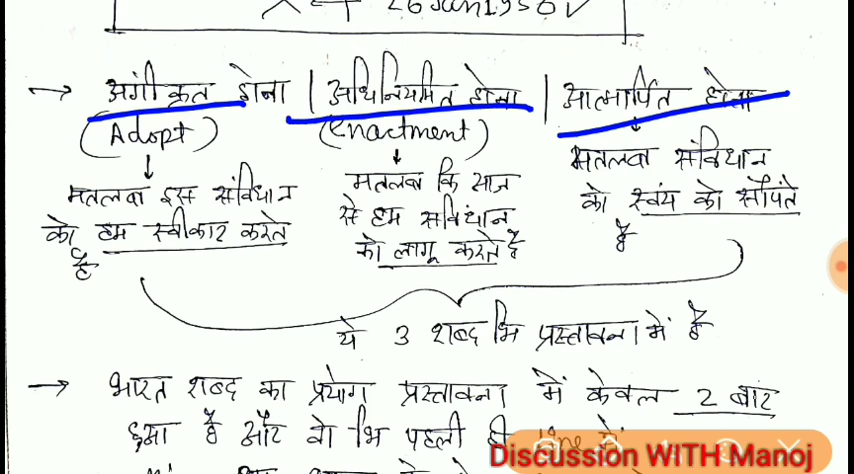 26 Jan 1950
→ अंगीकृत होना | अधिनियमित होना | आत्मार्पित होना
(Adopt) (enactment)
मतलब इस संविधान को हम स्वीकार करते है
मतलब कि आज से हम संविधान को लागू करते है
मतलब संविधान को स्वंय को सौंपते है
ये 3 शब्द भि प्रस्तावना में है
→ भारत शब्द का प्रयोग प्रस्तावना में केवल 2 बार
हुआ है और वो भि पहली ही line में
Discussion WITH Manoj